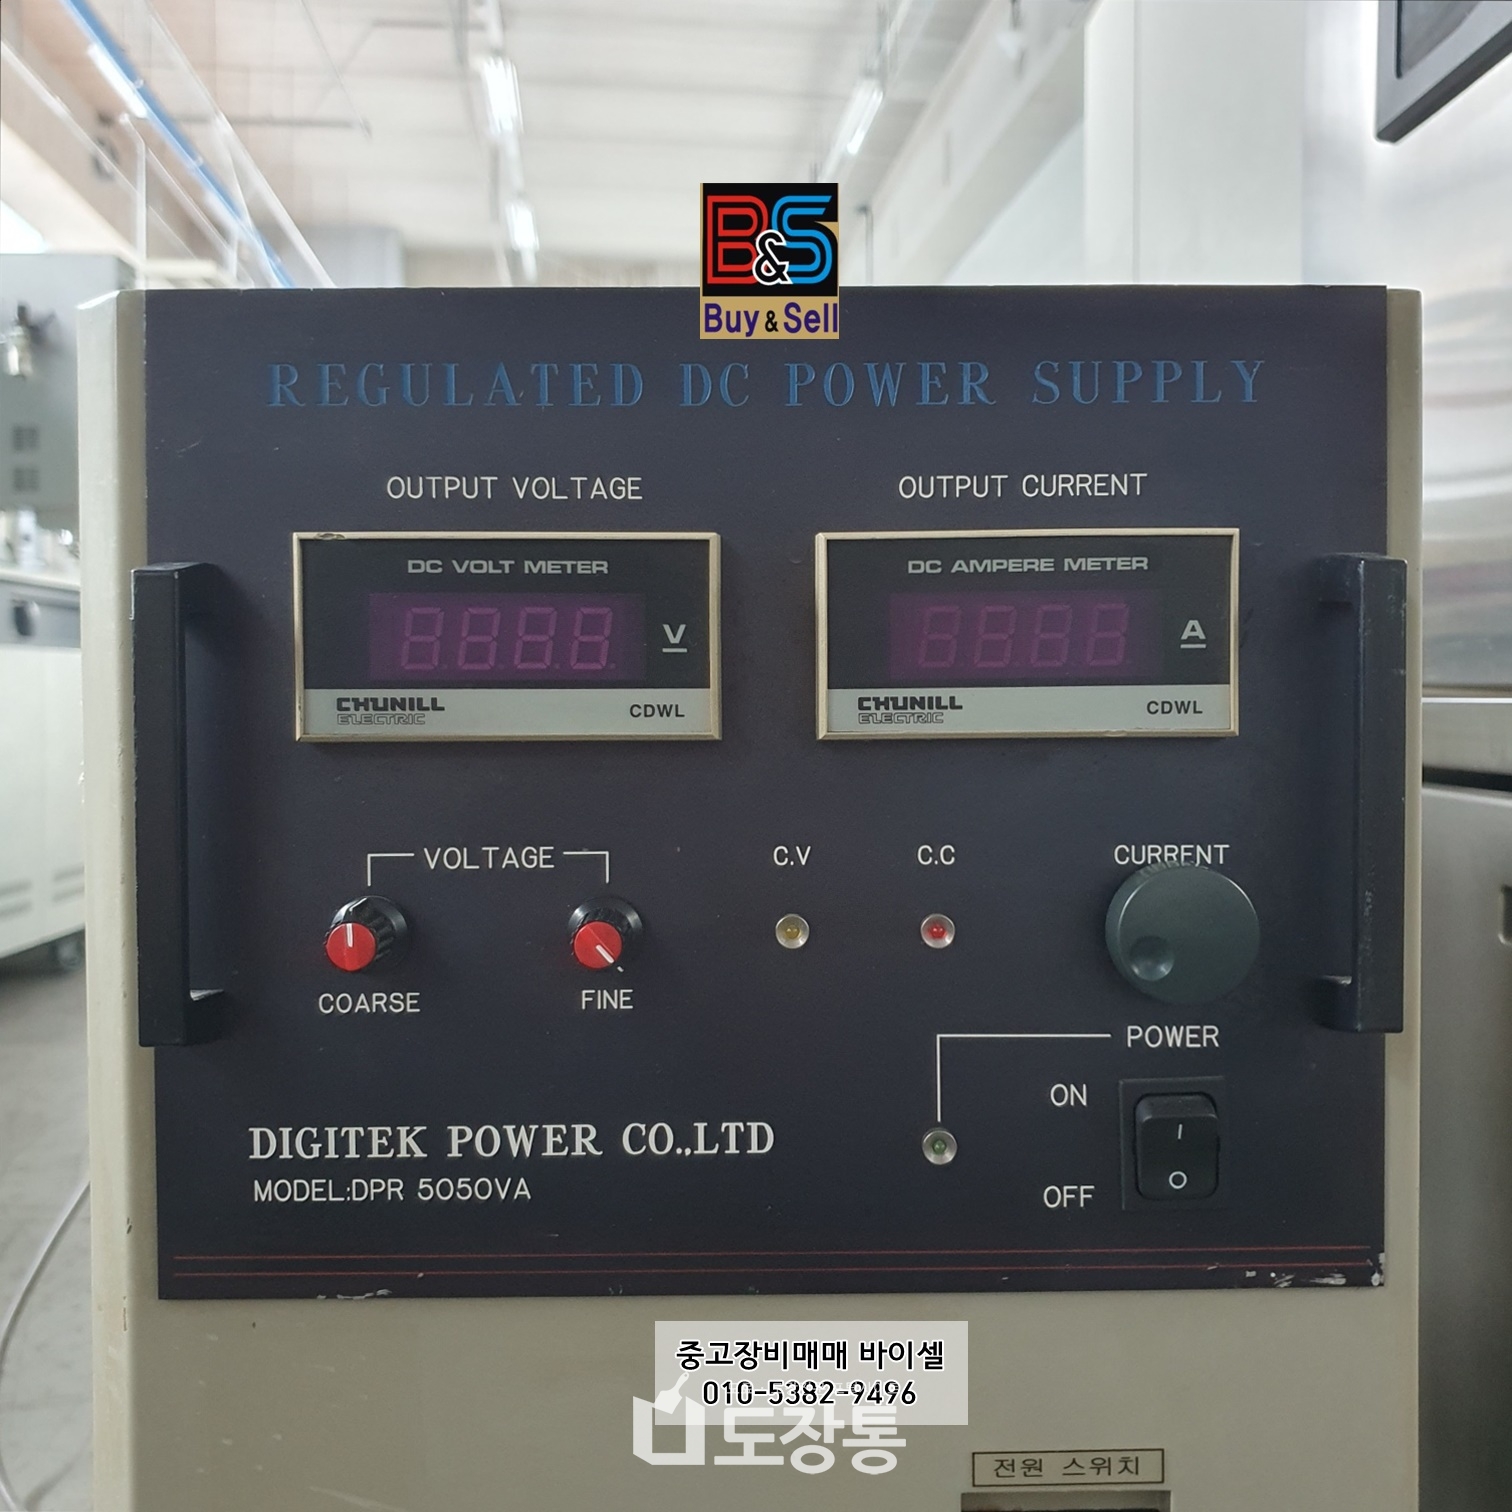 B&S
Buy & Sell
REGULATED DC POWER SUPPLY
OUTPUT VOLTAGE
OUTPUT CURRENT
DC VOLT METER
V
CHUNILL
ELECTRIC
CDWL
DC AMPERE METER
A
CHUNILL
ELECTRIC
CDWL
VOLTAGE
C.V
C.C
CURRENT
COARSE
FINE
POWER
ON
I
O
OFF
DIGITEK POWER CO.,LTD
MODEL:DPR 5050VA
중고장비매매 바이셀
010-5382-9496
도장통
전원 스위치